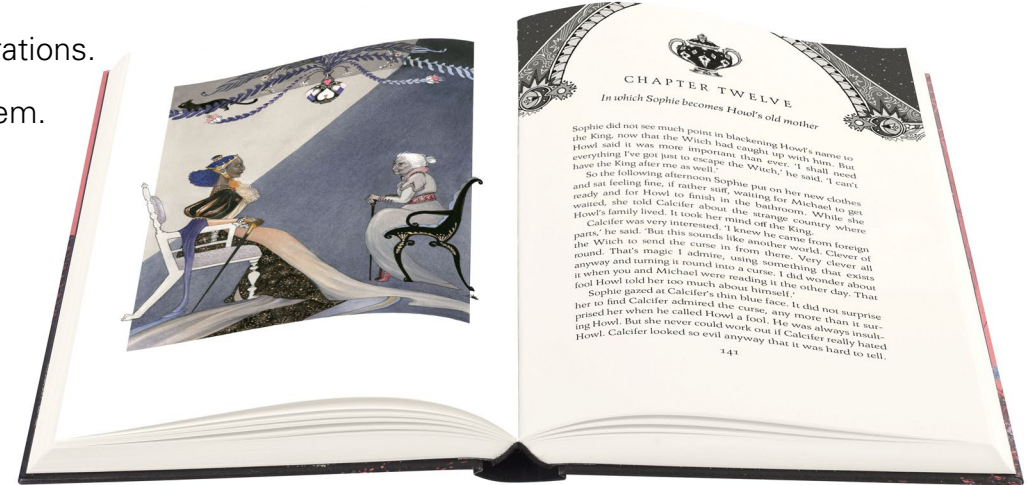 rations.
em.
CHAPTER TWELVE
In which Sophie becomes Howl's old mother
Sophie did not see much point in blackening Howl's name to
the King, now that the Witch had caught up with him. But
Howl said it was more important than ever. 'I shall need
everything I've got just to escape the Witch,' he said. 'I can't
have the King after me as well.'
So the following afternoon Sophie put on her new clothes
and sat feeling fine, if rather stiff, waiting for Michael to get
ready and for Howl to finish in the bathroom. While she
waited, she told Calcifer about the strange country where
Howl's family lived. It took her mind off the King.
Calcifer was very interested. 'I knew he came from foreign
parts,' he said. 'But this sounds like another world. Clever of
the Witch to send the curse in from there. Very clever all
round. That's magic I admire, using something that exists
anyway and turning it round into a curse. I did wonder about
it when you and Michael were reading it the other day. That
fool Howl told her too much about himself.'
Sophie gazed at Calcifer's thin blue face. It did not surprise
her to find Calcifer admired the curse, any more than it sur-
prised her when he called Howl a fool. He was always insult-
ing Howl. But she never could work out if Calcifer really hated
Howl. Calcifer looked so evil anyway that it was hard to tell.
141